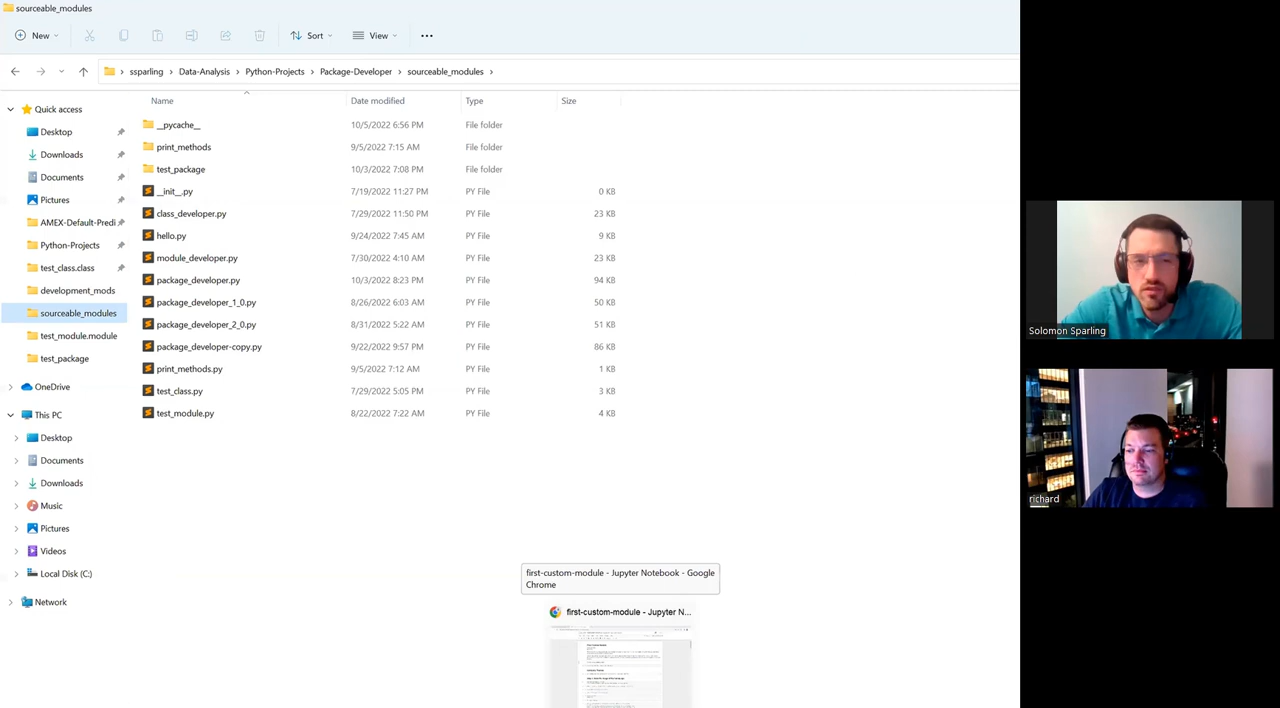 sourceable_modules
New
Sort
View
ssparling
Data-Analysis
Python-Projects
Package-Developer
sourceable_modules
Name
Date modified
Type
Size
Quick access
Desktop
Downloads
Documents
Pictures
AMEX-Default-Predi
Python-Projects
test_class.class
development_mods
sourceable_modules
test_module.module
test_package
OneDrive
This PC
Desktop
Documents
Downloads
Music
Pictures
Videos
Local Disk (C:)
Network
__pycache__ 10/5/2022 6:56 PM File folder
print_methods 9/5/2022 7:15 AM File folder
test_package 10/3/2022 7:08 PM File folder
__init__.py 7/19/2022 11:27 PM PY File 0 KB
class_developer.py 7/29/2022 11:50 PM PY File 23 KB
hello.py 9/24/2022 7:45 AM PY File 9 KB
module_developer.py 7/30/2022 4:10 AM PY File 23 KB
package_developer.py 10/3/2022 8:23 PM PY File 94 KB
package_developer_1_0.py 8/26/2022 6:03 AM PY File 50 KB
package_developer_2_0.py 8/31/2022 5:22 AM PY File 51 KB
package_developer-copy.py 9/22/2022 9:57 PM PY File 86 KB
print_methods.py 9/5/2022 7:12 AM PY File 1 KB
test_class.py 7/22/2022 5:05 PM PY File 3 KB
test_module.py 8/22/2022 7:22 AM PY File 4 KB
first-custom-module - Jupyter Notebook - Google
Chrome
first-custom-module - Jupyter N...
Solomon Sparling
richard